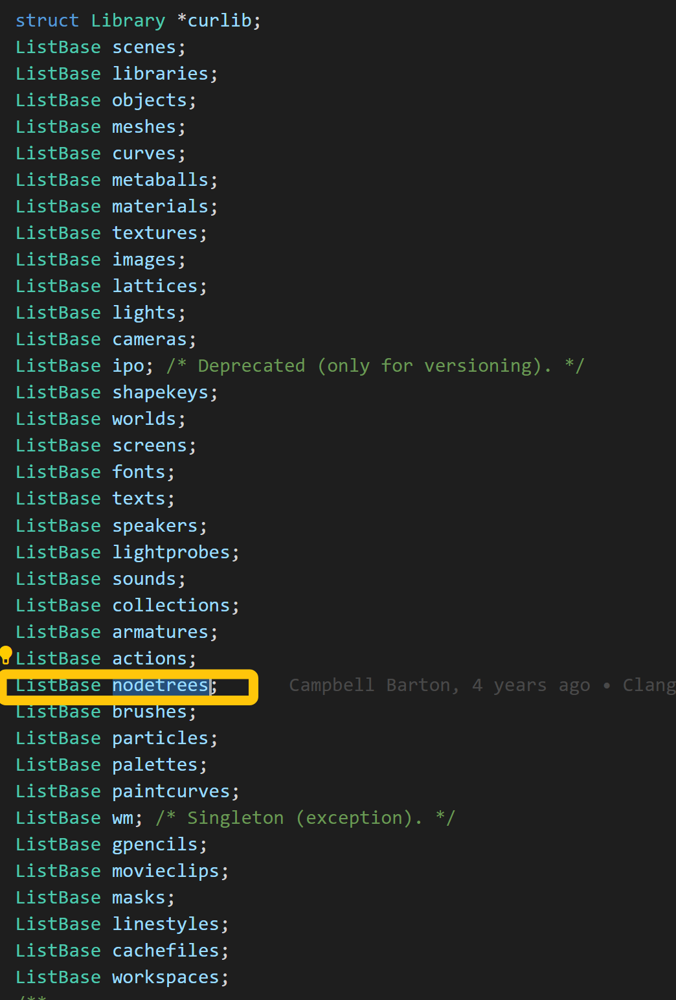 struct Library *curlib;
ListBase scenes;
ListBase libraries;
ListBase objects;
ListBase meshes;
ListBase curves;
ListBase metaballs;
ListBase materials;
ListBase textures;
ListBase images;
ListBase lattices;
ListBase lights;
ListBase cameras;
ListBase ipo; /* Deprecated (only for versioning). */
ListBase shapekeys;
ListBase worlds;
ListBase screens;
ListBase fonts;
ListBase texts;
ListBase speakers;
ListBase lightprobes;
ListBase sounds;
ListBase collections;
ListBase armatures;
ListBase actions;
ListBase nodetrees; Campbell Barton, 4 years ago • Clang
ListBase brushes;
ListBase particles;
ListBase palettes;
ListBase paintcurves;
ListBase wm; /* Singleton (exception). */
ListBase gpencils;
ListBase movieclips;
ListBase masks;
ListBase linestyles;
ListBase cachefiles;
ListBase workspaces;
/**